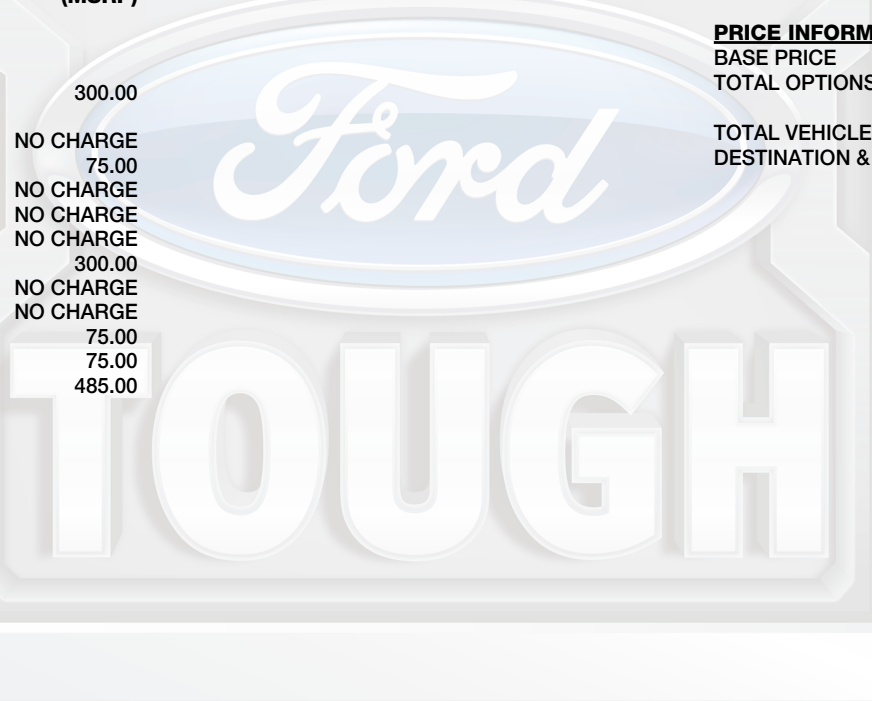 (MSRP)
300.00
NO CHARGE
75.00
NO CHARGE
NO CHARGE
NO CHARGE
300.00
NO CHARGE
NO CHARGE
75.00
75.00
485.00
PRICE INFORM
BASE PRICE
TOTAL OPTIONS
TOTAL VEHICLE
DESTINATION &
Ford
TOUGH